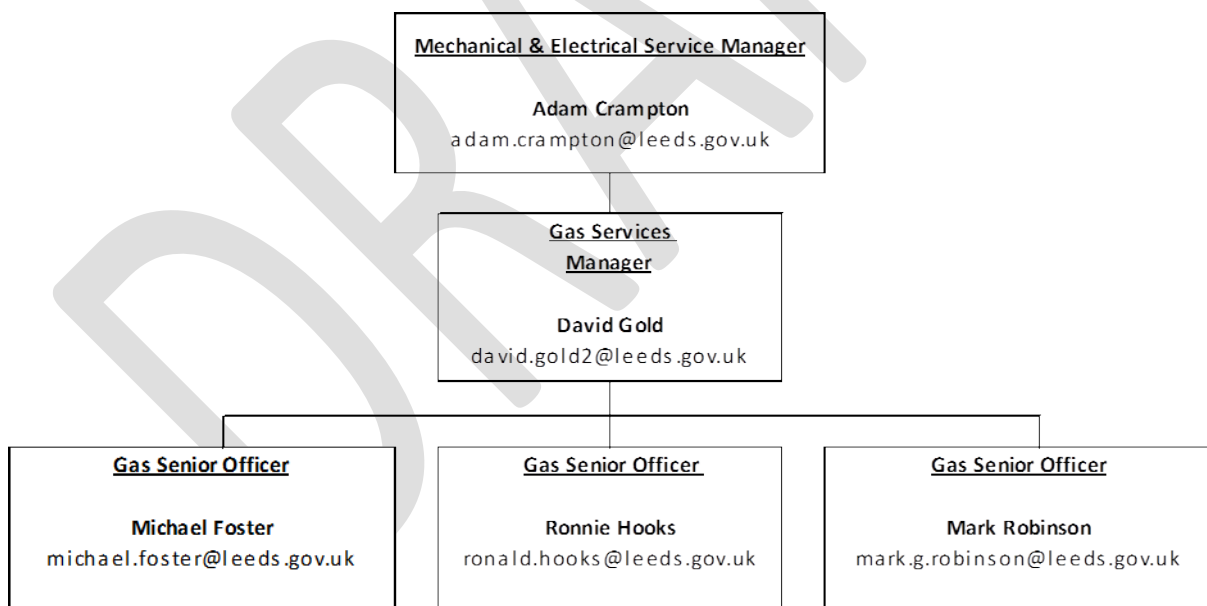 Mechanical & Electrical Service Manager
Adam Crampton
adam.crampton@leeds.gov.uk
Gas Services
Manager
David Gold
david.gold2@leeds.gov.uk
Gas Senior Officer
Michael Foster
michael.foster@leeds.gov.uk
Gas Senior Officer
Ronnie Hooks
ronald.hooks@leeds.gov.uk
Gas Senior Officer
Mark Robinson
mark.g.robinson@leeds.gov.uk
DRA